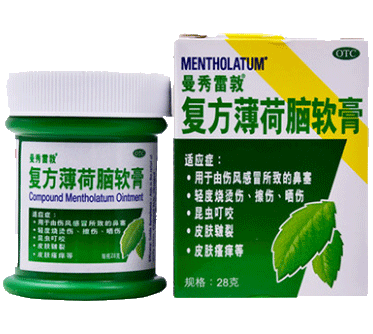 曼秀雷敦®
OTC
复方薄荷脑软膏
Compound Mentholatum Ointment
适应症：
·用于由伤风感冒所致的鼻塞
·轻度烧烫伤、擦伤、晒伤
·昆虫叮咬
·皮肤皲裂
·皮肤瘙痒等
每瓶28克
MENTHOLATUM®
OTC
曼秀雷敦®
复方薄荷脑软膏
适应症：
·用于由伤风感冒所致的鼻塞
·轻度烧烫伤、擦伤、晒伤
·昆虫叮咬
·皮肤皲裂
·皮肤瘙痒等
规格：28克